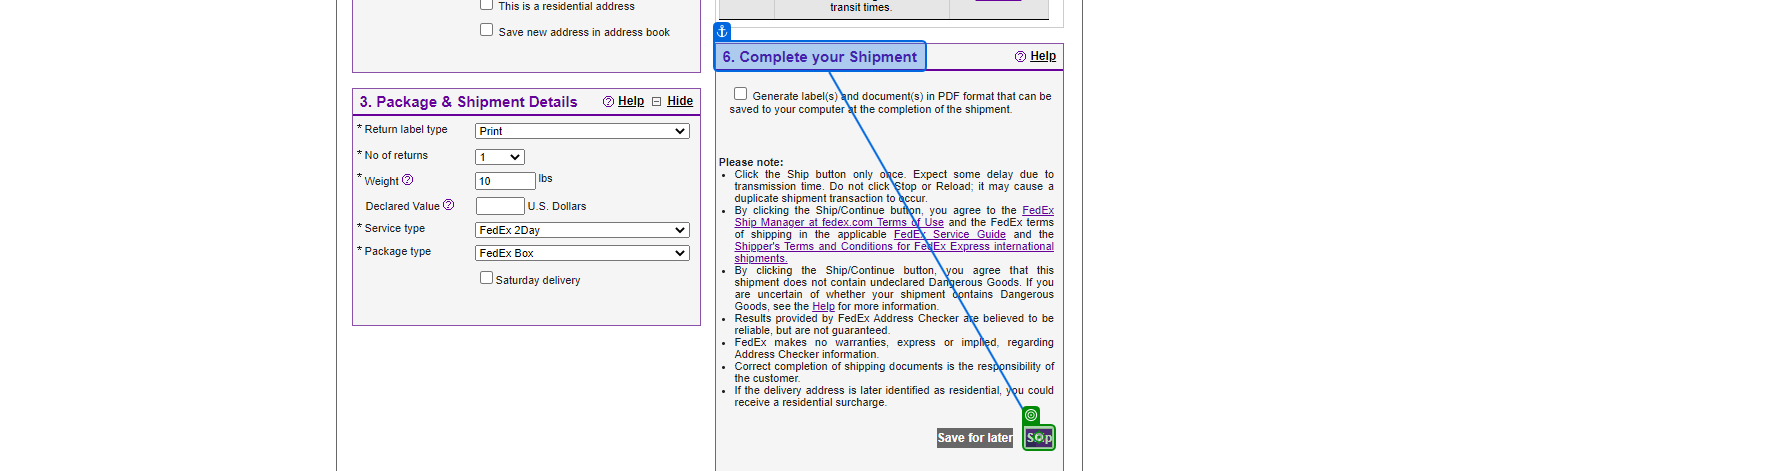 This is a residential address
Save new address in address book
3. Package & Shipment Details
Help
Hide
* Return label type
Print
* No of returns
1
* Weight
10
lbs
Declared Value
U.S. Dollars
* Service type
FedEx 2Day
* Package type
FedEx Box
Saturday delivery
transit times.
6. Complete your Shipment
Help
Generate label(s) and document(s) in PDF format that can be
saved to your computer at the completion of the shipment.
Please note:
• Click the Ship button only once. Expect some delay due to
transmission time. Do not click Stop or Reload; it may cause a
duplicate shipment transaction to occur.
• By clicking the Ship/Continue button, you agree to the FedEx
Ship Manager at fedex.com Terms of Use and the FedEx terms
of shipping in the applicable FedEx Service Guide and the
Shipper's Terms and Conditions for FedEx Express international
shipments.
• By clicking the Ship/Continue button, you agree that this
shipment does not contain undeclared Dangerous Goods. If you
are uncertain of whether your shipment contains Dangerous
Goods, see the Help for more information.
• Results provided by FedEx Address Checker are believed to be
reliable, but are not guaranteed.
• FedEx makes no warranties, express or implied, regarding
Address Checker information.
• Correct completion of shipping documents is the responsibility of
the customer.
• If the delivery address is later identified as residential, you could
receive a residential surcharge.
Save for later
Ship